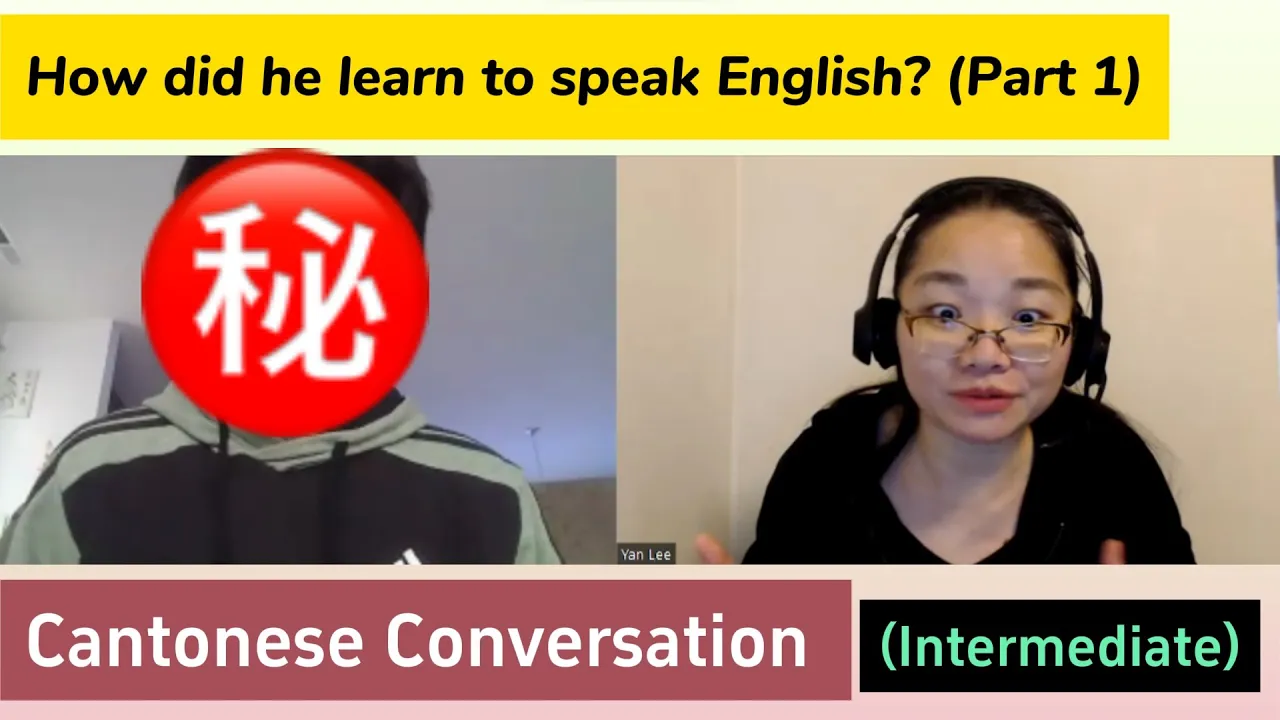 How did he learn to speak English? (Part 1)
秘
Yan Lee
Cantonese Conversation
(Intermediate)